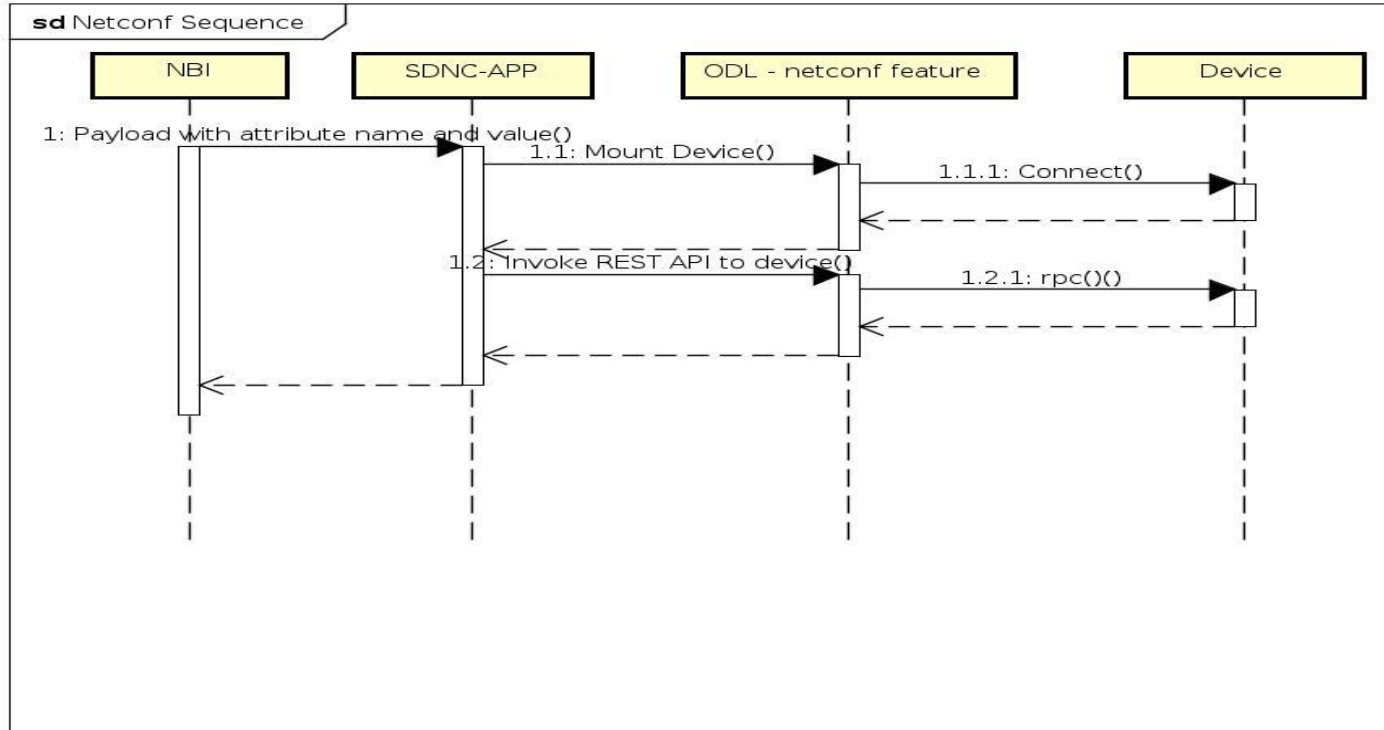 sd Netconf Sequence
NBI
SDNC-APP
ODL - netconf feature
Device
1: Payload with attribute name and value()
1.1: Mount Device()
1.1.1: Connect()
1.2: Invoke REST API to device()
1.2.1: rpc()()